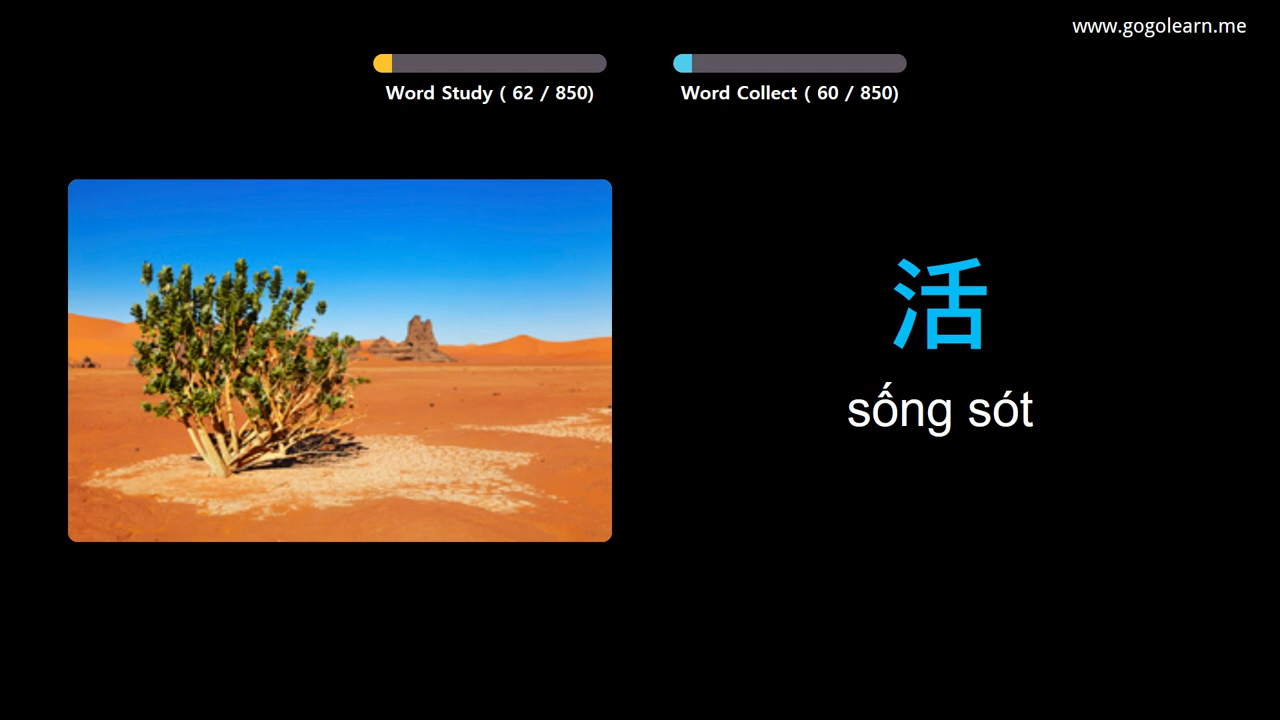 www.gogolearn.me
Word Study ( 62 / 850)
Word Collect ( 60 / 850)
活
sống sót